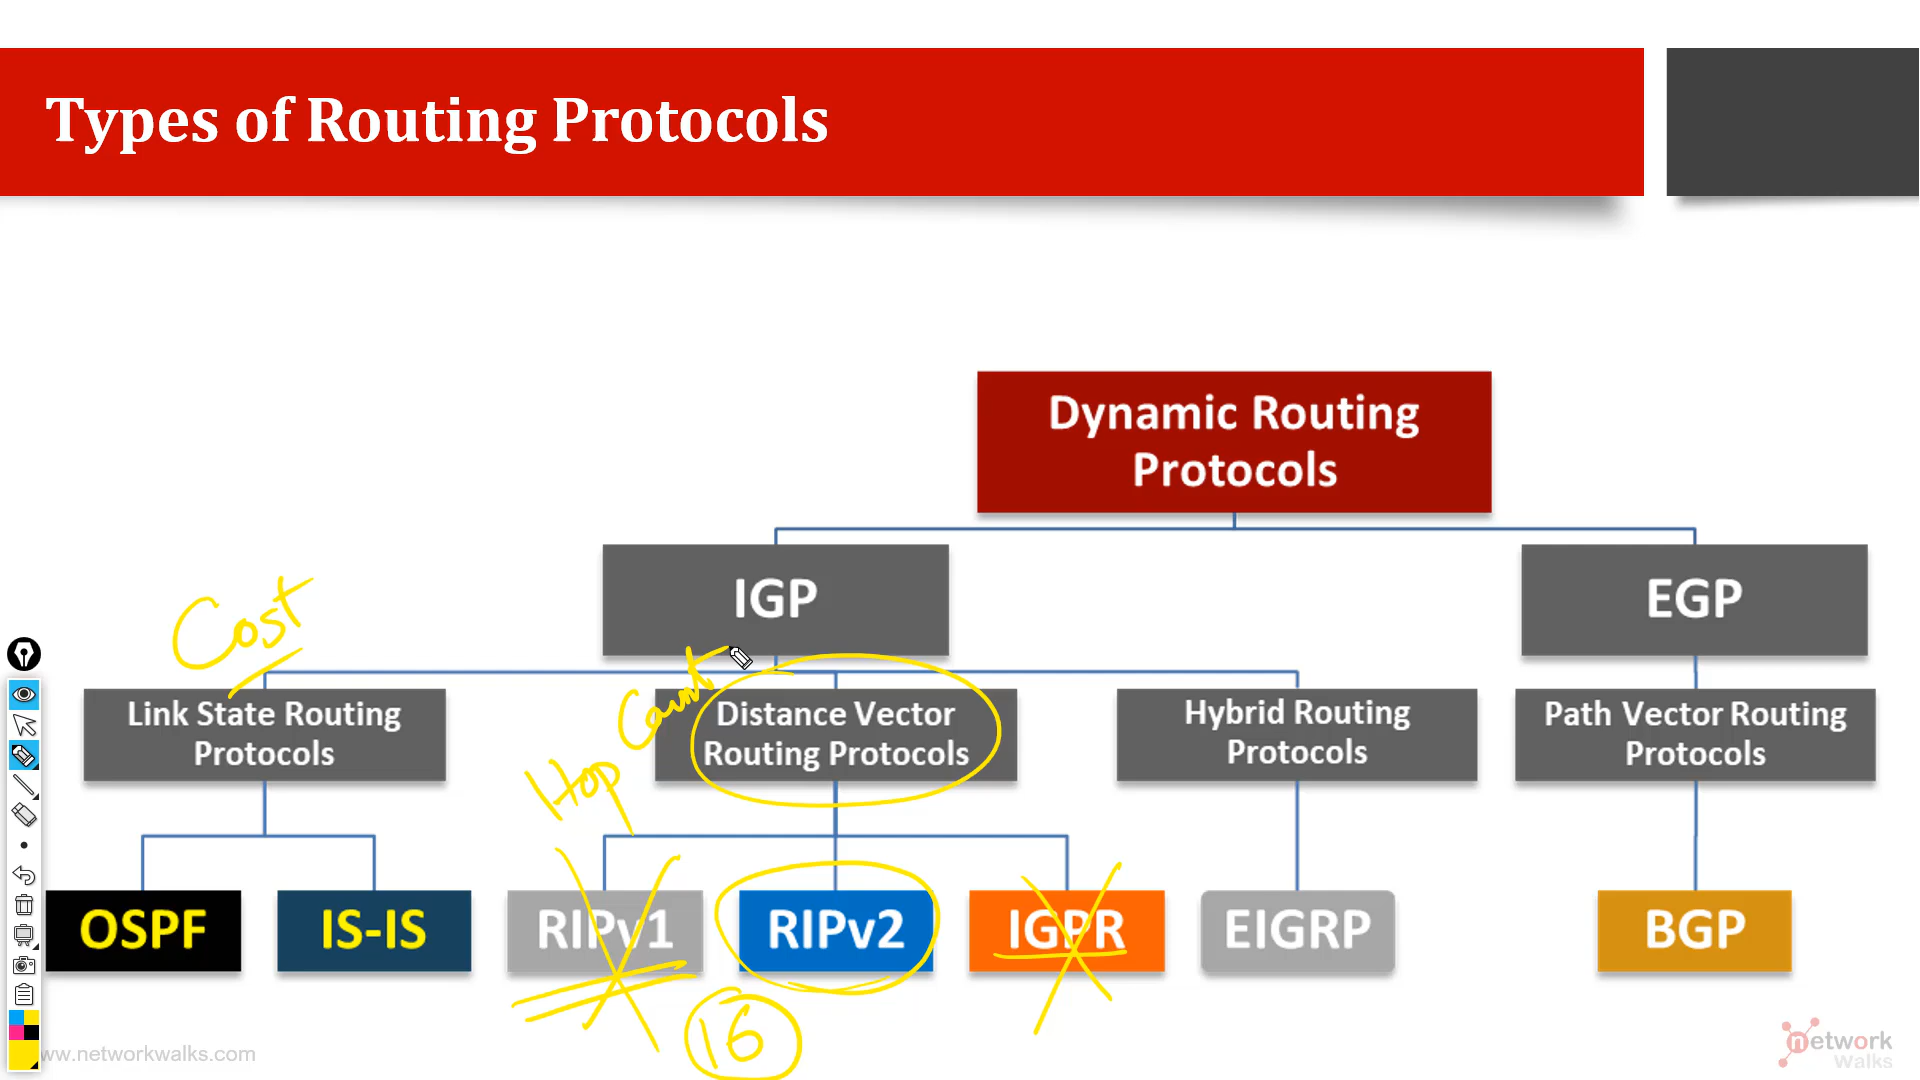 Types of Routing Protocols
Dynamic Routing
Protocols
IGP
EGP
Cost
Hop Count
Link State Routing
Protocols
Distance Vector
Routing Protocols
Hybrid Routing
Protocols
Path Vector Routing
Protocols
OSPF
IS-IS
RIPv1
RIPv2
IGPR
EIGRP
BGP
16
ww.networkwalks.com
network
Walks